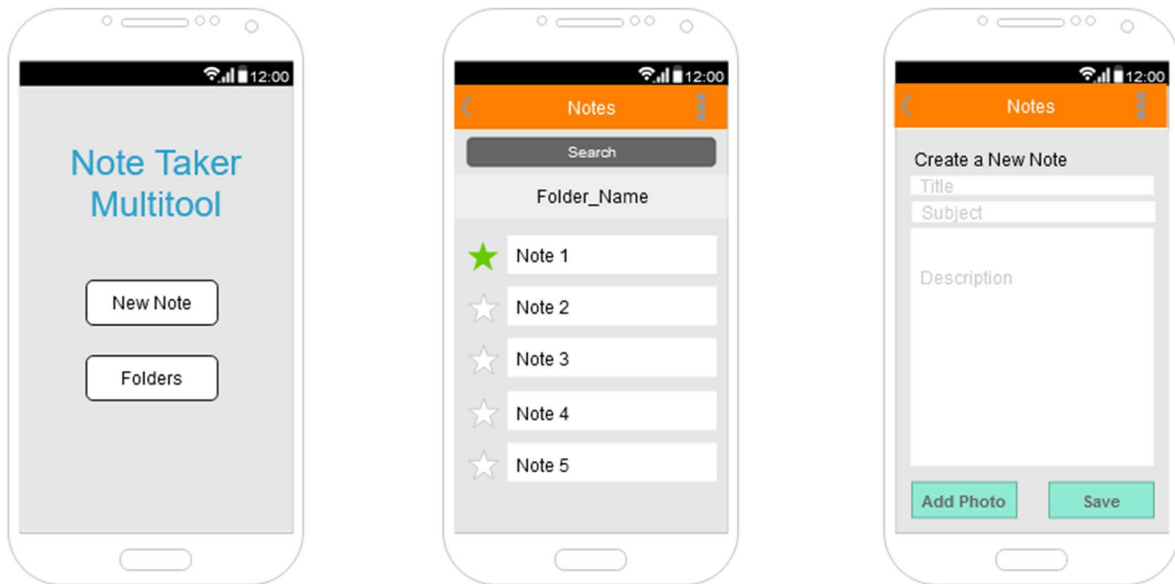 12:00
Note Taker
Multitool
New Note
Folders
12:00
Notes
Search
Folder_Name
Note 1
Note 2
Note 3
Note 4
Note 5
12:00
Notes
Create a New Note
Title
Subject
Description
Add Photo
Save